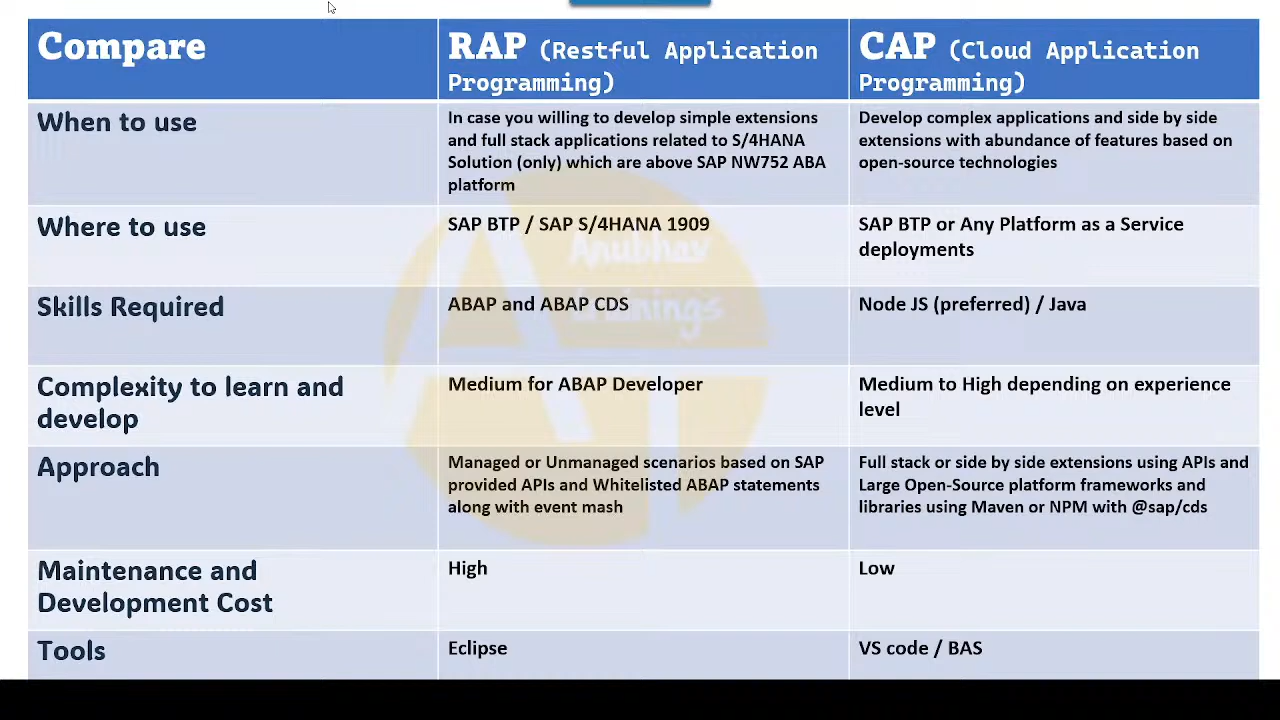 Compare
RAP (Restful Application
Programming)
CAP (Cloud Application
Programming)
When to use
In case you willing to develop simple extensions
and full stack applications related to S/4HANA
Solution (only) which are above SAP NW752 ABA
platform
Develop complex applications and side by side
extensions with abundance of features based on
open-source technologies
Where to use
SAP BTP / SAP S/4HANA 1909
SAP BTP or Any Platform as a Service
deployments
Skills Required
ABAP and ABAP CDS
Node JS (preferred) / Java
Complexity to learn and
develop
Medium for ABAP Developer
Medium to High depending on experience
level
Approach
Managed or Unmanaged scenarios based on SAP
provided APIs and Whitelisted ABAP statements
along with event mash
Full stack or side by side extensions using APIs and
Large Open-Source platform frameworks and
libraries using Maven or NPM with @sap/cds
Maintenance and
Development Cost
High
Low
Tools
Eclipse
VS code / BAS
Anubhav
trainings